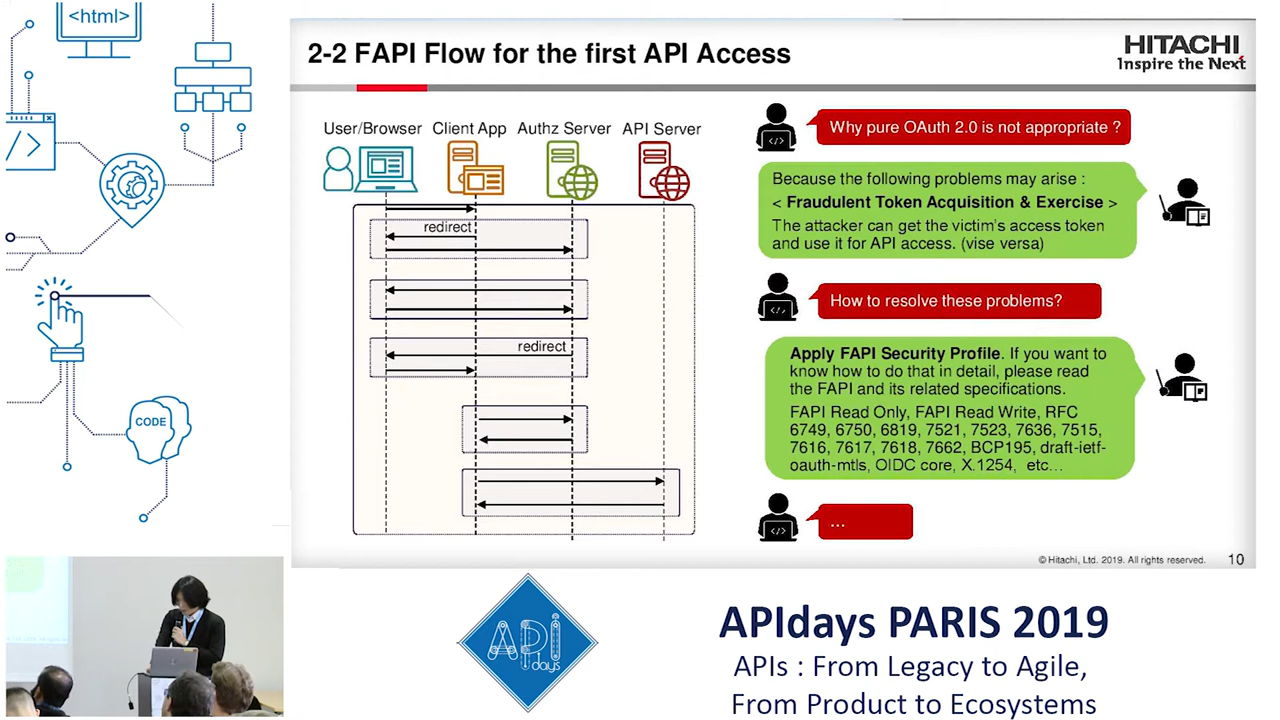 <html>
</>
CODE
2-2 FAPI Flow for the first API Access
HITACHI
Inspire the Next
User/Browser
Client App
Authz Server
API Server
redirect
redirect
Why pure OAuth 2.0 is not appropriate ?
Because the following problems may arise :
< Fraudulent Token Acquisition & Exercise >
The attacker can get the victim's access token
and use it for API access. (vise versa)
How to resolve these problems?
Apply FAPI Security Profile. If you want to
know how to do that in detail, please read
the FAPI and its related specifications.
FAPI Read Only, FAPI Read Write, RFC
6749, 6750, 6819, 7521, 7523, 7636, 7515,
7616, 7617, 7618, 7662, BCP195, draft-ietf-
oauth-mtls, OIDC core, X.1254, etc…
…
© Hitachi, Ltd. 2019. All rights reserved.
10
API
days
APIdays PARIS 2019
APIs : From Legacy to Agile,
From Product to Ecosystems